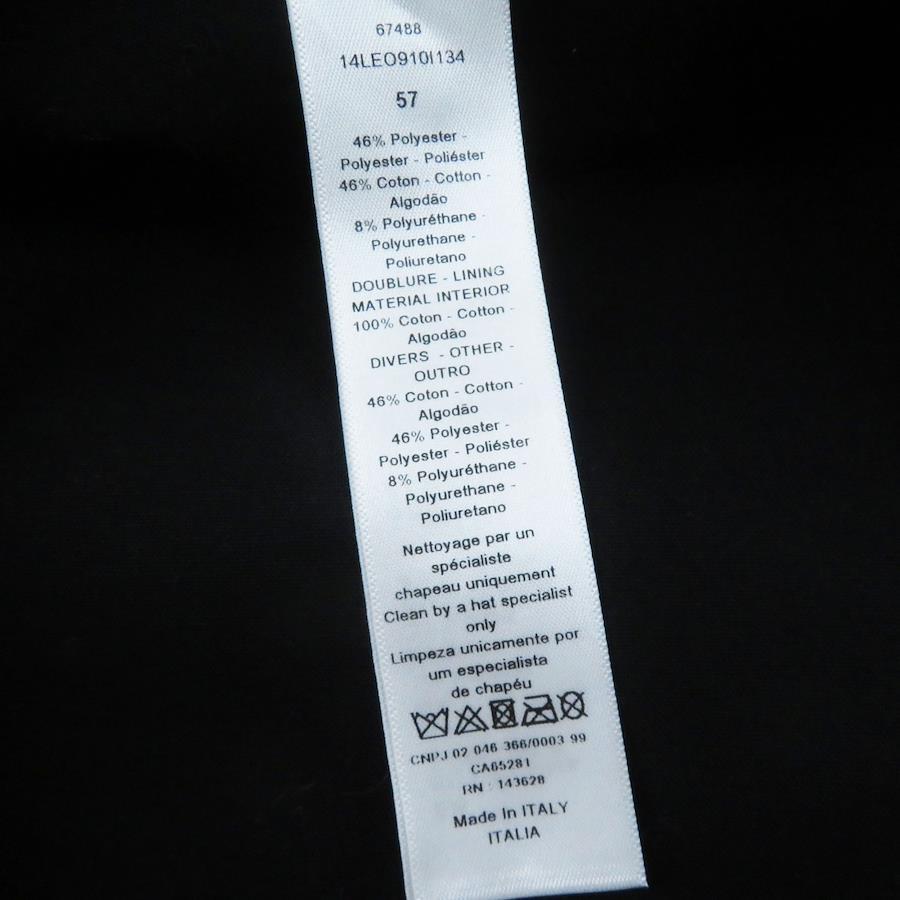 67488
14LEO910I134
57
46% Polyester -
Polyester - Poliéster
46% Coton - Cotton -
Algodão
8% Polyuréthane -
Polyurethane -
Poliuretano
DOUBLURE - LINING
MATERIAL INTERIOR
100% Coton - Cotton -
Algodão
DIVERS - OTHER -
OUTRO
46% Coton - Cotton -
Algodão
46% Polyester -
Polyester - Poliéster
8% Polyuréthane -
Polyurethane -
Poliuretano
Nettoyage par un
spécialiste
chapeau uniquement
Clean by a hat specialist
only
Limpeza unicamente por
um especialista
de chapéu
CNPJ 02 046 366/0003 99
CA65281
RN : 143628
Made In ITALY
ITALIA